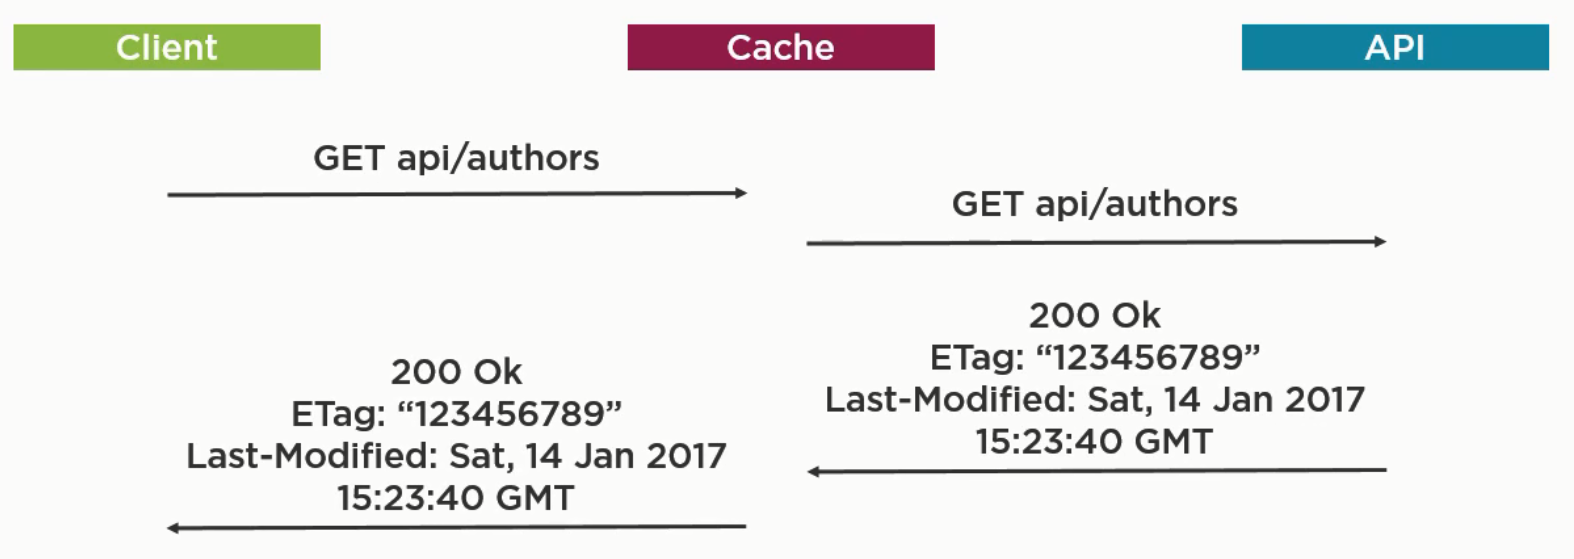 Client
Cache
API
GET api/authors
GET api/authors
200 Ok
ETag: “123456789”
Last-Modified: Sat, 14 Jan 2017
15:23:40 GMT
200 Ok
ETag: “123456789”
Last-Modified: Sat, 14 Jan 2017
15:23:40 GMT